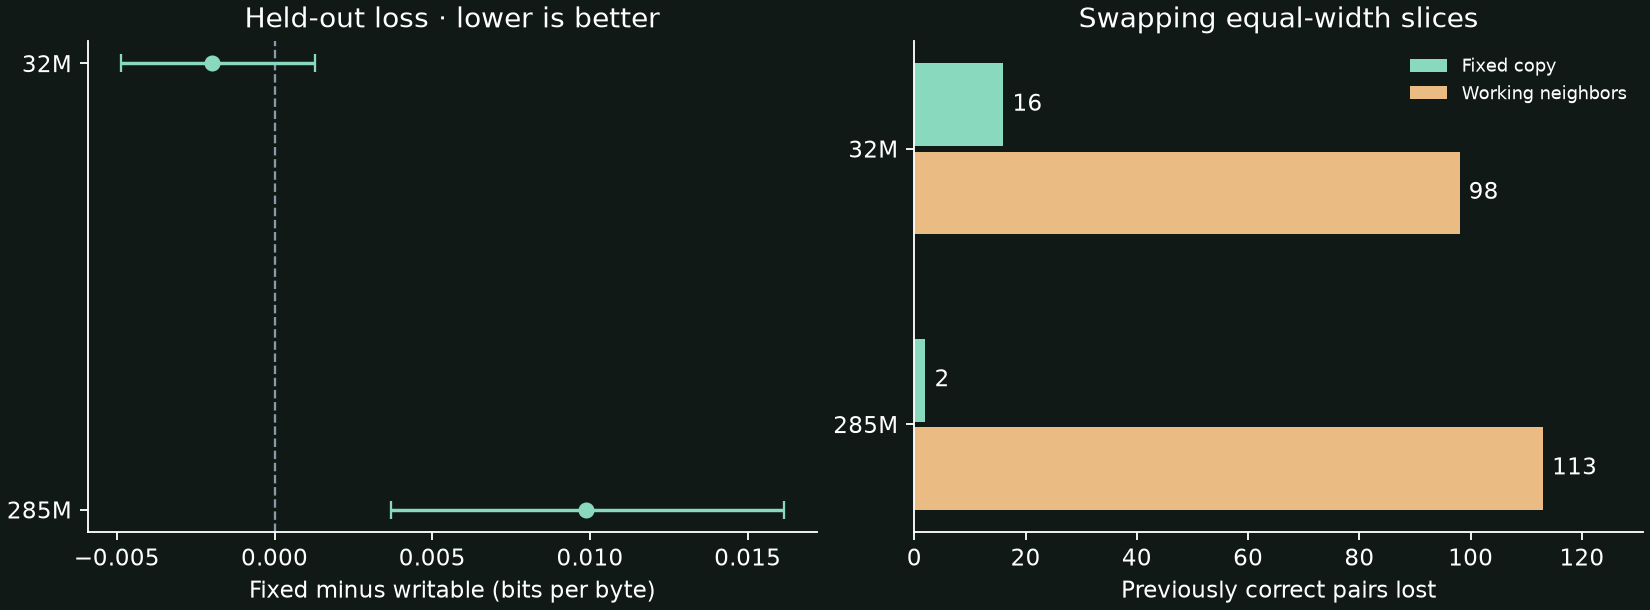 Held-out loss · lower is better
32M
285M
−0.005 0.000 0.005 0.010 0.015
Fixed minus writable (bits per byte)
Swapping equal-width slices
Fixed copy
Working neighbors
16
32M
98
2
285M
113
0 20 40 60 80 100 120
Previously correct pairs lost